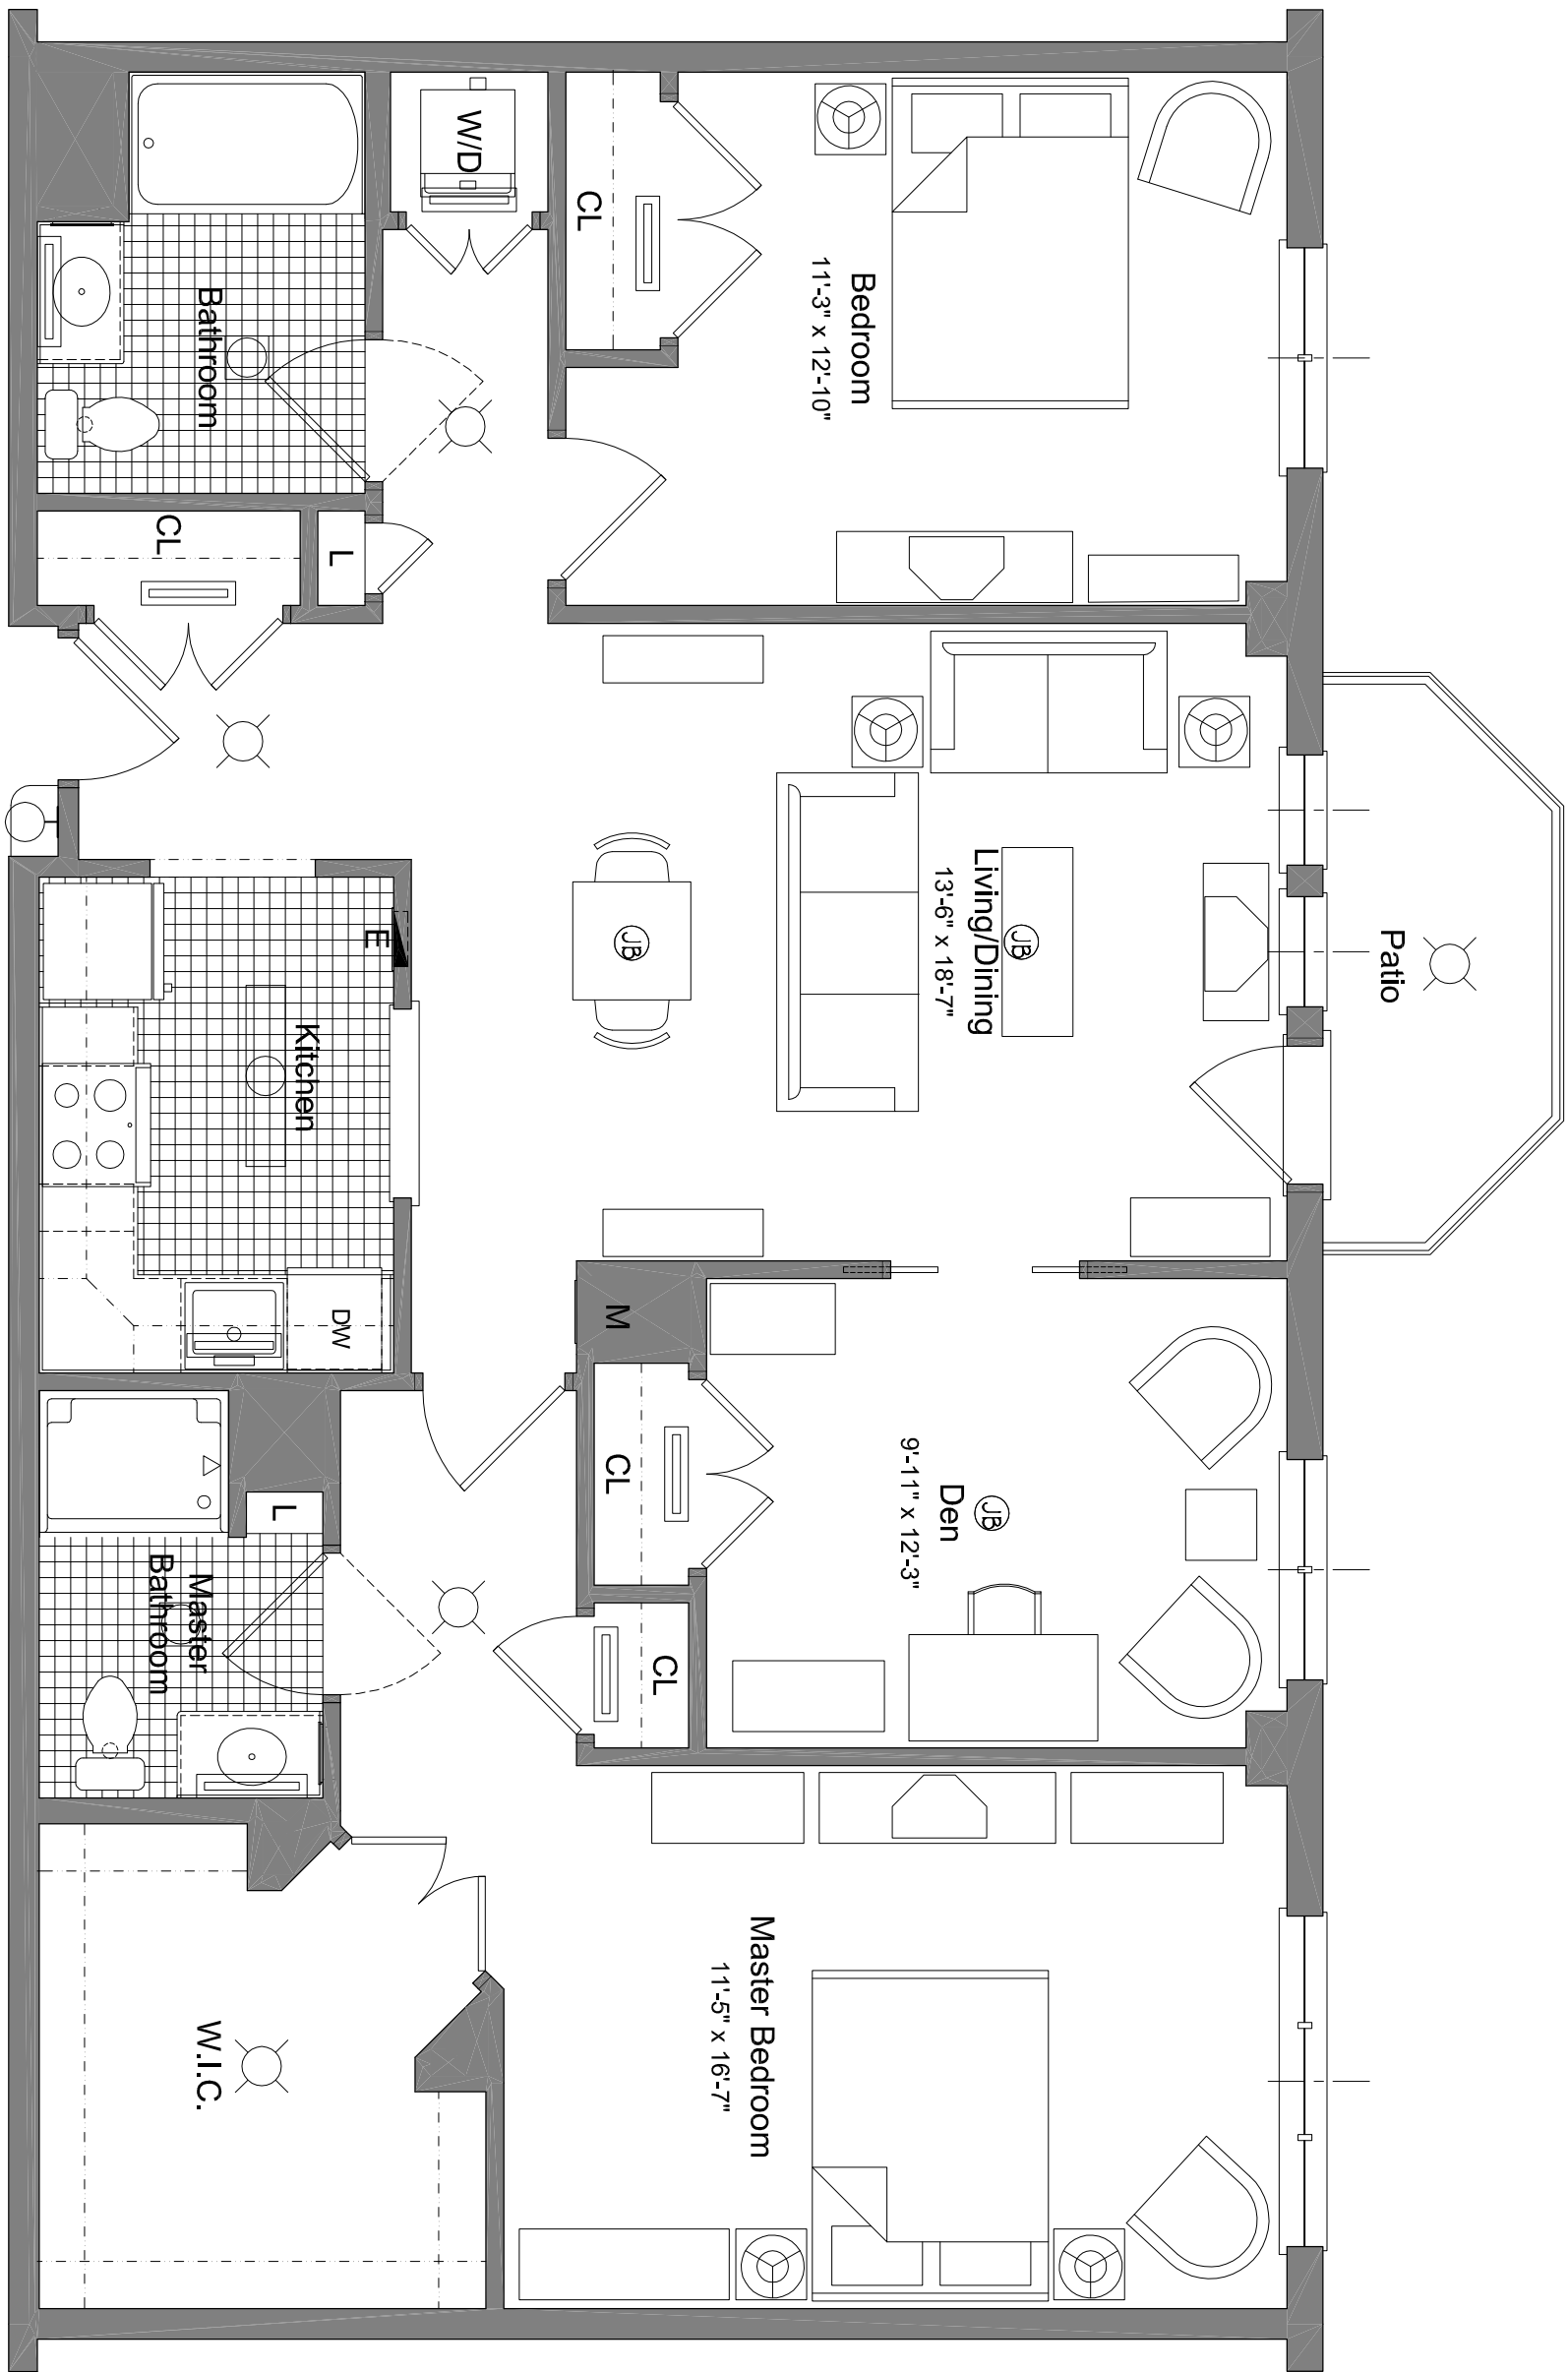 Patio
Bedroom
11'-3" x 12'-10"
CL
W/D
Bathroom
CL
L
Living/Dining
13'-6" x 18'-7"
JB
JB
E
Kitchen
DW
M
Den
9'-11" x 12'-3"
JB
CL
CL
L
Master
Bathroom
Master Bedroom
11'-5" x 16'-7"
W.I.C.